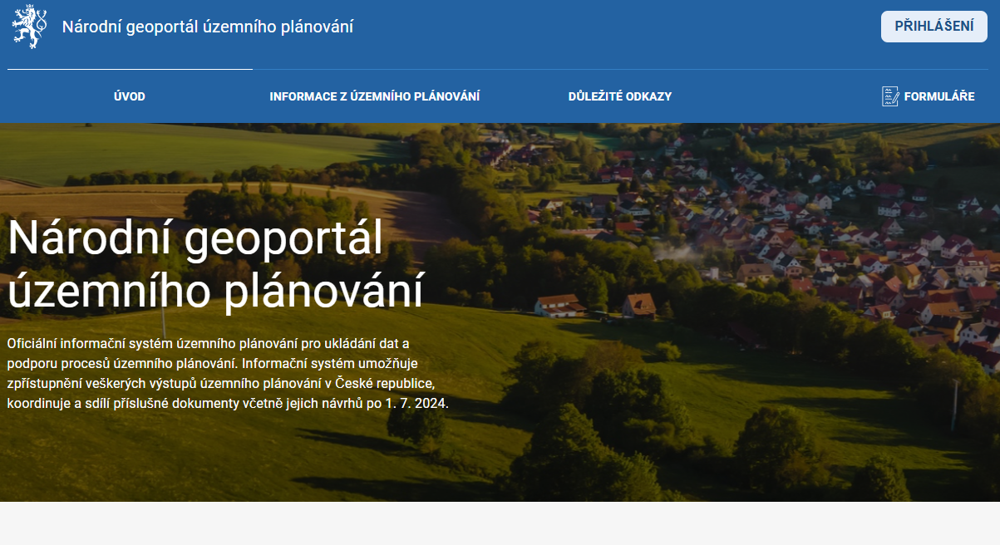 Národní geoportál územního plánování
PŘIHLÁŠENÍ
ÚVOD
INFORMACE Z ÚZEMNÍHO PLÁNOVÁNÍ
DŮLEŽITÉ ODKAZY
FORMULÁŘE
Národní geoportál
územního plánování
Oficiální informační systém územního plánování pro ukládání dat a
podporu procesů územního plánování. Informační systém umožňuje
zpřístupnění veškerých výstupů územního plánování v České republice,
koordinuje a sdílí příslušné dokumenty včetně jejich návrhů po 1. 7. 2024.